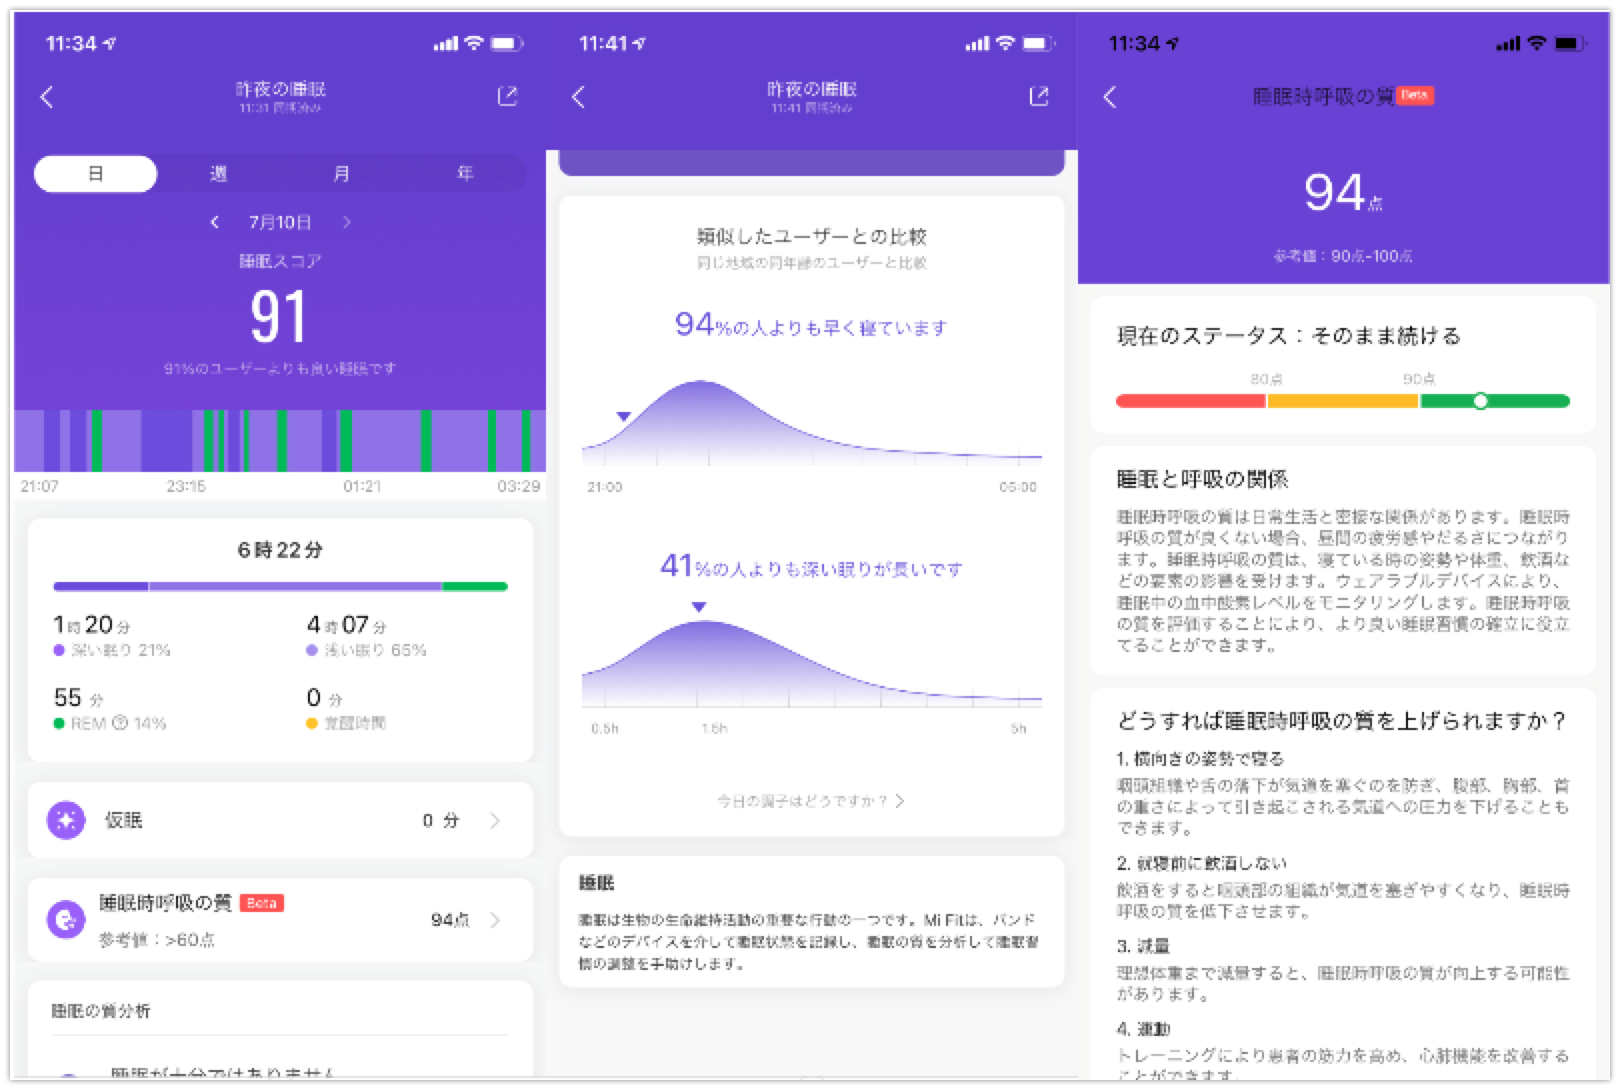 11:34
昨夜の睡眠
11:31 同期済み
日 週 月 年
7月10日
睡眠スコア
91
91%のユーザーよりも良い睡眠です
21:07 23:15 01:21 03:29
6時22分
1時20分 4時07分
深い眠り 21% 浅い眠り 65%
55 分 0 分
REM 14% 覚醒時間
仮眠 0 分
睡眠時呼吸の質 Beta
94点
参考値：>60点
睡眠の質分析
睡眠が十分ではありません
11:41
昨夜の睡眠
11:41 同期済み
類似したユーザーとの比較
同じ地域の同年齢のユーザーと比較
94%の人よりも早く寝ています
21:00 05:00
41%の人よりも深い眠りが長いです
0.5h 1.5h 5h
今日の調子はどうですか？
睡眠
睡眠は生物の生命維持活動の重要な行動の一つです。Mi Fitは、バンド
などのデバイスを介して睡眠状態を記録し、睡眠の質を分析して睡眠習
慣の調整を手助けします。
11:34
睡眠時呼吸の質 Beta
94点
参考値：90点-100点
現在のステータス：そのまま続ける
80点 90点
睡眠と呼吸の関係
睡眠時呼吸の質は日常生活と密接な関係があります。睡眠時
呼吸の質が良くない場合、昼間の疲労感やだるさにつながり
ます。睡眠時呼吸の質は、寝ている時の姿勢や体重、飲酒な
どの要素の影響を受けます。ウェアラブルデバイスにより、
睡眠中の血中酸素レベルをモニタリングします。睡眠時呼吸
の質を評価することにより、より良い睡眠習慣の確立に役立
てることができます。
どうすれば睡眠時呼吸の質を上げられますか？
1. 横向きの姿勢で寝る
咽頭組織や舌の落下が気道を塞ぐのを防ぎ、腹部、胸部、首
の重さによって引き起こされる気道への圧力を下げることも
できます。
2. 就寝前に飲酒しない
飲酒をすると咽頭部の組織が気道を塞ぎやすくなり、睡眠時
呼吸の質を低下させます。
3. 減量
理想体重まで減量すると、睡眠時呼吸の質が向上する可能性
があります。
4. 運動
トレーニングにより患者の筋力を高め、心肺機能を改善する
ことができます。